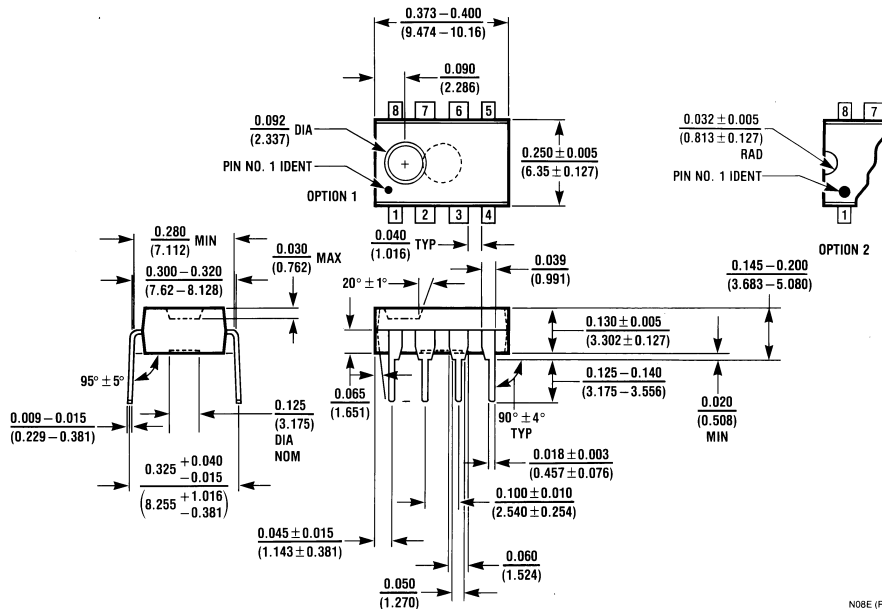 0.373 – 0.400
(9.474 – 10.16)
0.090
(2.286)
8 7 6 5
0.092 DIA
(2.337)
PIN NO. 1 IDENT
OPTION 1
+
0.250 ± 0.005
(6.35 ± 0.127)
1 2 3 4
0.032 ± 0.005
(0.813 ± 0.127)
RAD
PIN NO. 1 IDENT
8 7
1
OPTION 2
0.280 MIN
(7.112)
0.300 – 0.320
(7.62 – 8.128)
0.030 MAX
(0.762)
0.040 TYP
(1.016)
20° ± 1°
0.039
(0.991)
0.145 – 0.200
(3.683 – 5.080)
0.130 ± 0.005
(3.302 ± 0.127)
0.125 – 0.140
(3.175 – 3.556)
0.020
(0.508)
MIN
95° ± 5°
0.009 – 0.015
(0.229 – 0.381)
0.125
(3.175)
DIA
NOM
0.065
(1.651)
90° ± 4°
TYP
0.325 +0.040
–0.015
(8.255 +1.016
–0.381)
0.018 ± 0.003
(0.457 ± 0.076)
0.100 ± 0.010
(2.540 ± 0.254)
0.045 ± 0.015
(1.143 ± 0.381)
0.060
(1.524)
0.050
(1.270)
N08E (F